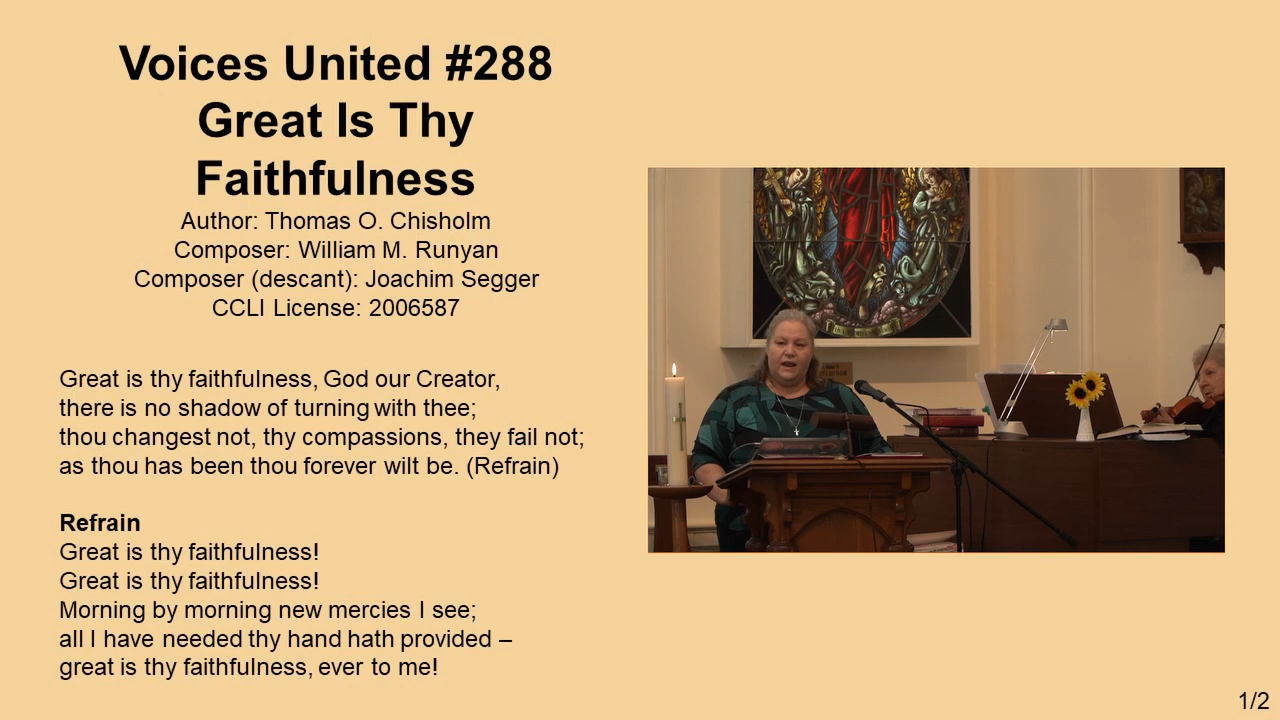 Voices United #288
Great Is Thy
Faithfulness
Author: Thomas O. Chisholm
Composer: William M. Runyan
Composer (descant): Joachim Segger
CCLI License: 2006587
Great is thy faithfulness, God our Creator,
there is no shadow of turning with thee;
thou changest not, thy compassions, they fail not;
as thou has been thou forever wilt be. (Refrain)
Refrain
Great is thy faithfulness!
Great is thy faithfulness!
Morning by morning new mercies I see;
all I have needed thy hand hath provided –
great is thy faithfulness, ever to me!
1/2